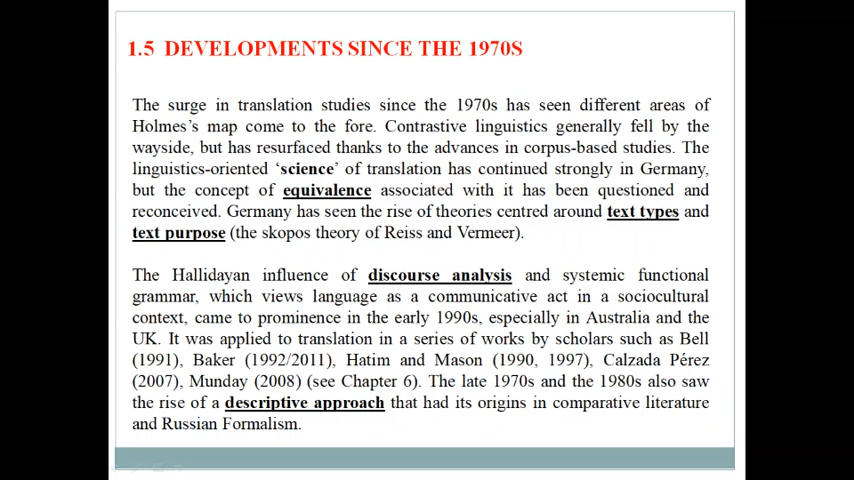 1.5 DEVELOPMENTS SINCE THE 1970S
The surge in translation studies since the 1970s has seen different areas of
Holmes's map come to the fore. Contrastive linguistics generally fell by the
wayside, but has resurfaced thanks to the advances in corpus-based studies. The
linguistics-oriented ‘science’ of translation has continued strongly in Germany,
but the concept of equivalence associated with it has been questioned and
reconceived. Germany has seen the rise of theories centred around text types and
text purpose (the skopos theory of Reiss and Vermeer).
The Hallidayan influence of discourse analysis and systemic functional
grammar, which views language as a communicative act in a sociocultural
context, came to prominence in the early 1990s, especially in Australia and the
UK. It was applied to translation in a series of works by scholars such as Bell
(1991), Baker (1992/2011), Hatim and Mason (1990, 1997), Calzada Pérez
(2007), Munday (2008) (see Chapter 6). The late 1970s and the 1980s also saw
the rise of a descriptive approach that had its origins in comparative literature
and Russian Formalism.